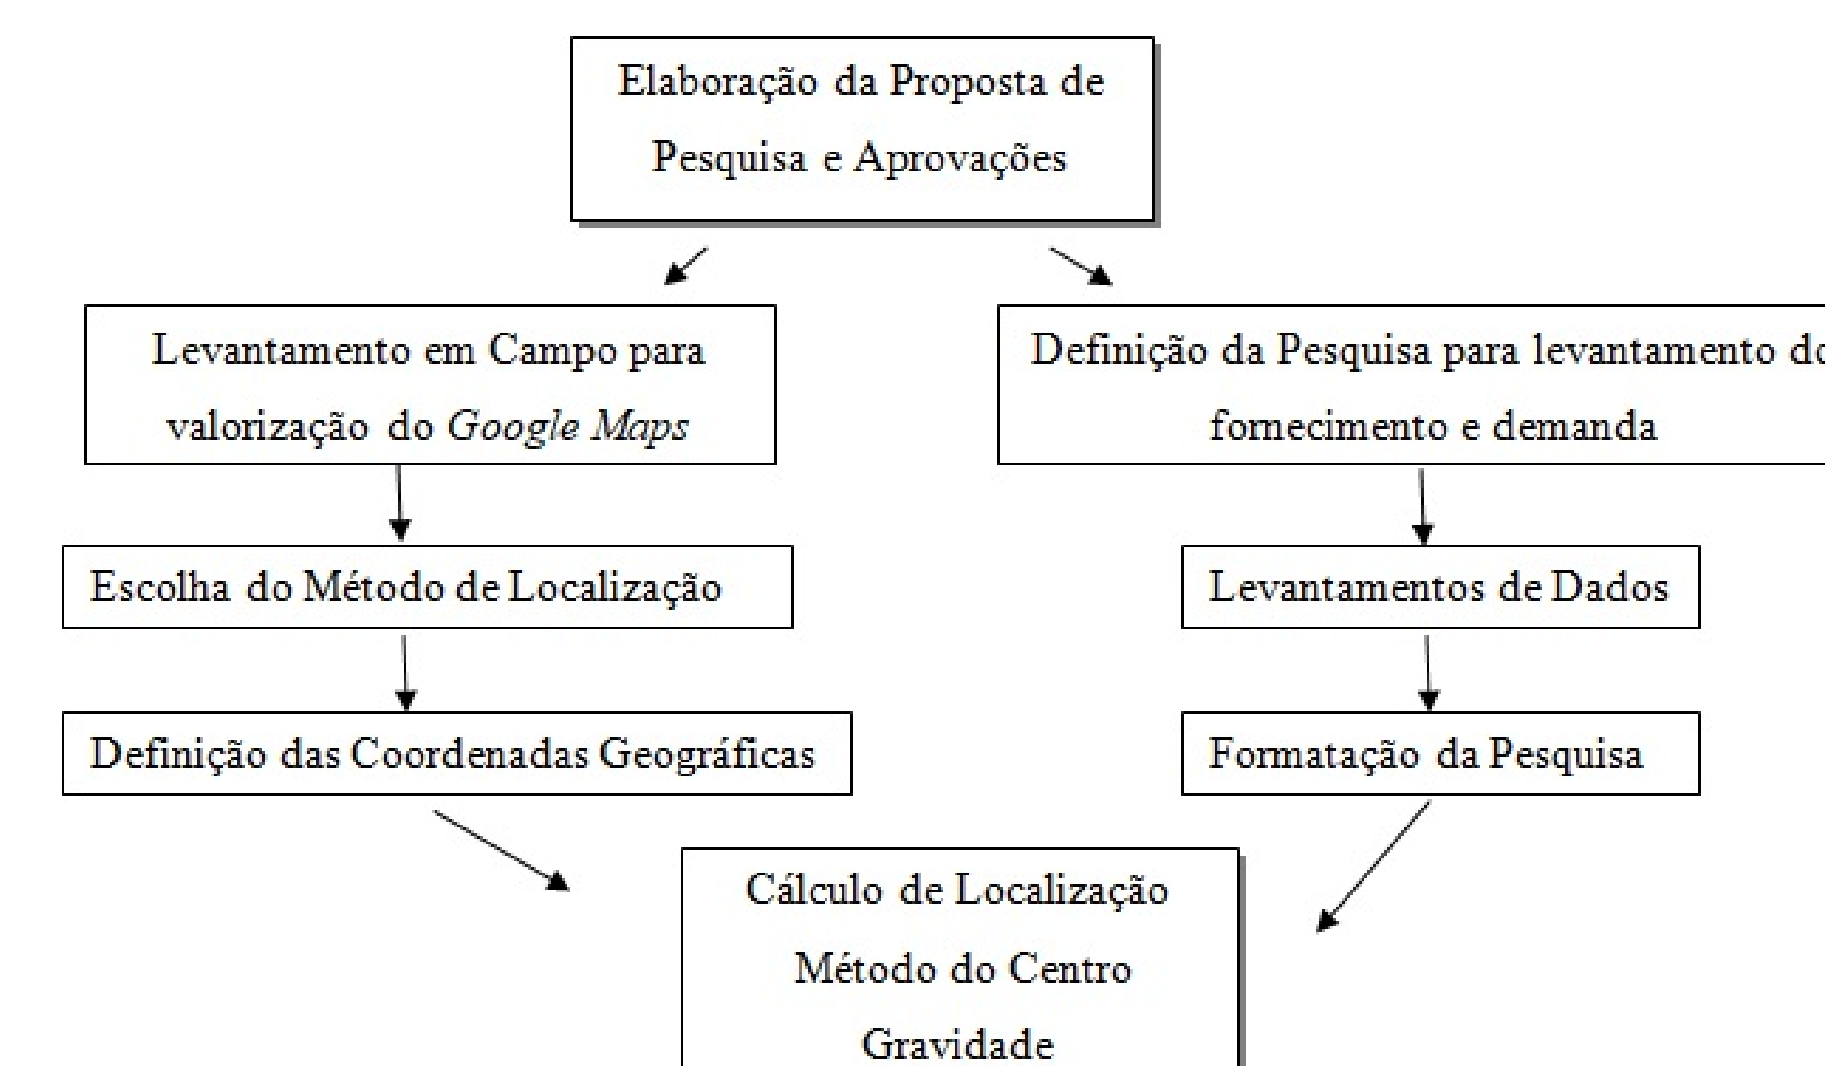 Elaboração da Proposta de
Pesquisa e Aprovações
Levantamento em Campo para
valorização do Google Maps
Definição da Pesquisa para levantamento
fornecimento e demanda
Escolha do Método de Localização
Levantamentos de Dados
Definição das Coordenadas Geográficas
Formatação da Pesquisa
Cálculo de Localização
Método do Centro
Gravidade